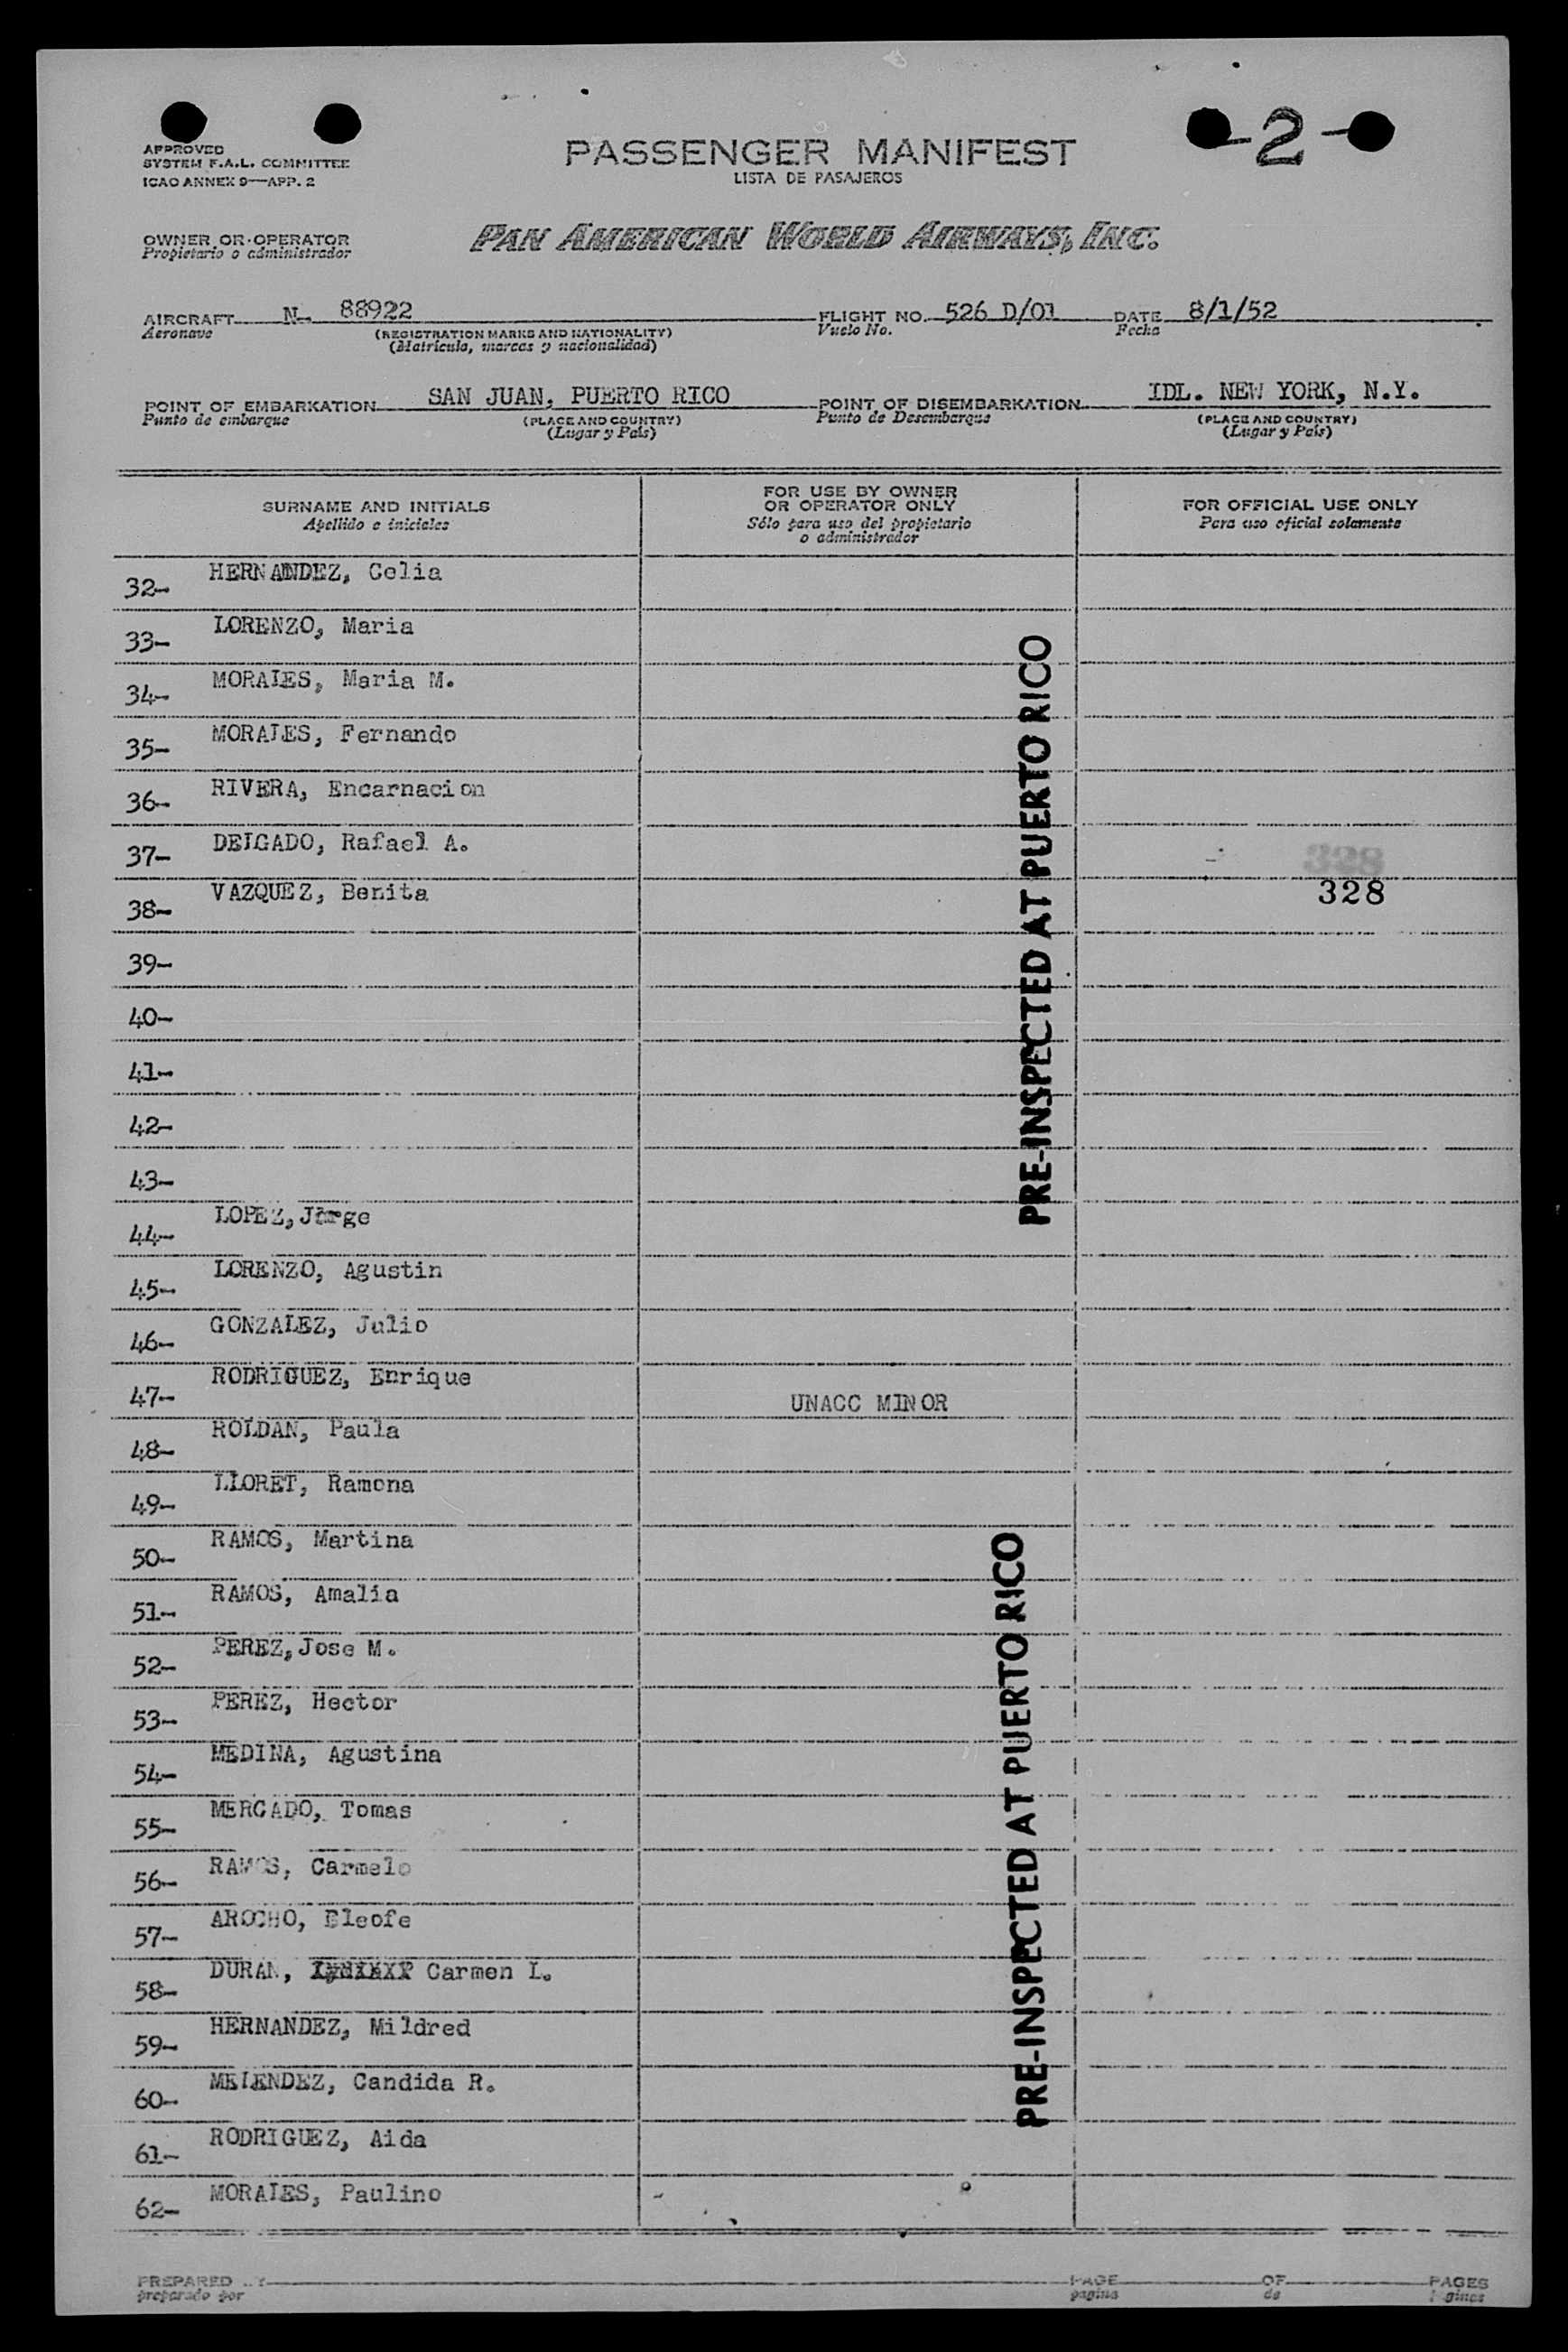 -2-
APPROVED
SYSTEM F.A.L. COMMITTEE
ICAO ANNEX 9—APP. 2
PASSENGER MANIFEST
LISTA DE PASAJEROS
OWNER OR OPERATOR
Propietario o administrador
PAN AMERICAN WORLD AIRWAYS, INC.
AIRCRAFT N- 88922 FLIGHT NO. 526 D/01 DATE 8/1/52
Aeronave (REGISTRATION MARKS AND NATIONALITY) Vuelo No. Fecha
(Matricula, marcas y nacionalidad)
POINT OF EMBARKATION SAN JUAN, PUERTO RICO POINT OF DISEMBARKATION IDL. NEW YORK, N.Y.
Punto de embarque (PLACE AND COUNTRY) Punto de Desembarque (PLACE AND COUNTRY)
(Lugar y País) (Lugar y País)
SURNAME AND INITIALS
Apellido e iniciales
FOR USE BY OWNER
OR OPERATOR ONLY
Sólo para uso del propietario
o administrador
FOR OFFICIAL USE ONLY
Para uso oficial solamente
32- HERNANDEZ, Celia
33- LORENZO, Maria
34- MORALES, Maria M.
35- MORALES, Fernando
36- RIVERA, Encarnacion
37- DELGADO, Rafael A. 328
38- VAZQUEZ, Benita 328
39-
40-
41-
42-
43-
44- LOPEZ, Jorge
45- LORENZO, Agustin
46- GONZALEZ, Julio
47- RODRIGUEZ, Enrique UNACC MINOR
48- ROLDAN, Paula
49- LLORET, Ramona
50- RAMOS, Martina
51- RAMOS, Amalia
52- PEREZ, Jose M.
53- PEREZ, Hector
54- MEDINA, Agustina
55- MERCADO, Tomas
56- RAMOS, Carmelo
57- AROCHO, Eleofe
58- DURAN, Carmen L.
59- HERNANDEZ, Mildred
60- MELENDEZ, Candida R.
61- RODRIGUEZ, Aida
62- MORALES, Paulino
PRE-INSPECTED AT PUERTO RICO
PRE-INSPECTED AT PUERTO RICO
PREPARED PAGE OF PAGES
preparado por pagina de